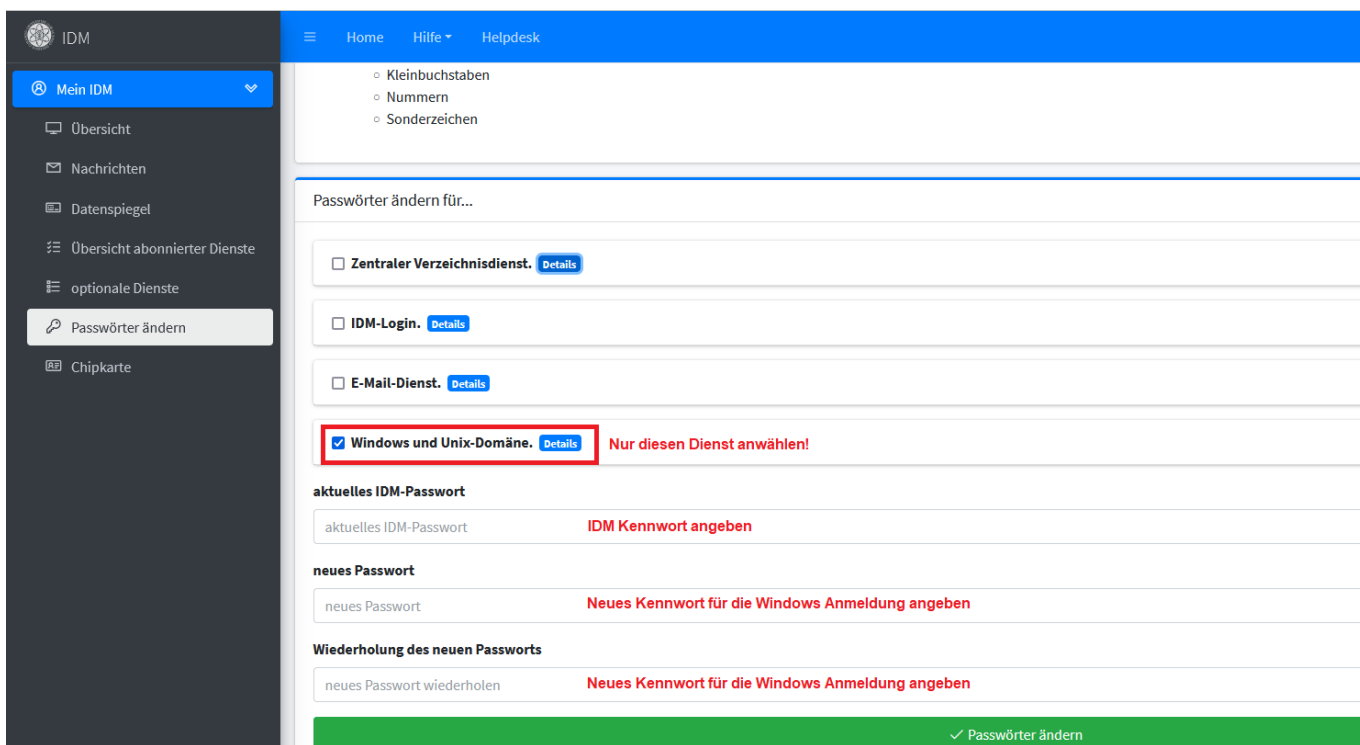 IDM
Home Hilfe Helpdesk
Mein IDM
Übersicht
Nachrichten
Datenspiegel
Übersicht abonnierter Dienste
optionale Dienste
Passwörter ändern
Chipkarte
Kleinbuchstaben
Nummern
Sonderzeichen
Passwörter ändern für...
Zentraler Verzeichnisdienst. Details
IDM-Login. Details
E-Mail-Dienst. Details
Windows und Unix-Domäne. Details Nur diesen Dienst anwählen!
aktuelles IDM-Passwort
aktuelles IDM-Passwort IDM Kennwort angeben
neues Passwort
neues Passwort Neues Kennwort für die Windows Anmeldung angeben
Wiederholung des neuen Passworts
neues Passwort wiederholen Neues Kennwort für die Windows Anmeldung angeben
Passwörter ändern